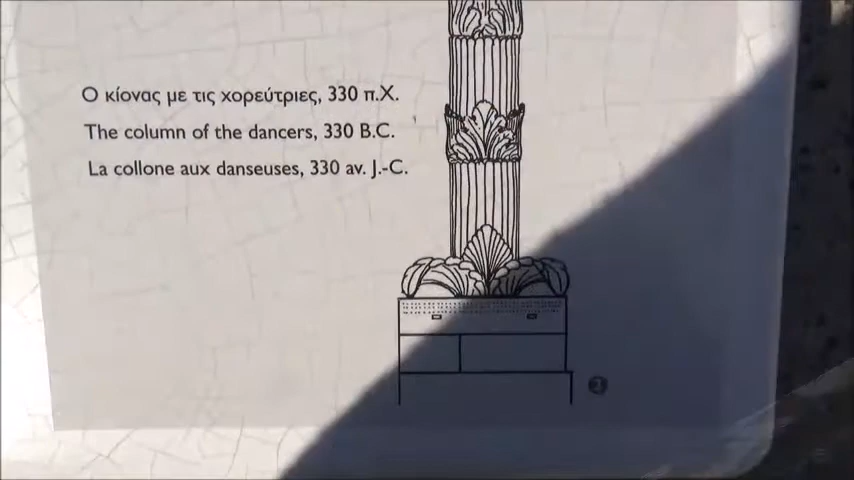 Ο κίονας με τις χορεύτριες, 330 π.Χ.
The column of the dancers, 330 B.C.
La collone aux danseuses, 330 av. J.-C.